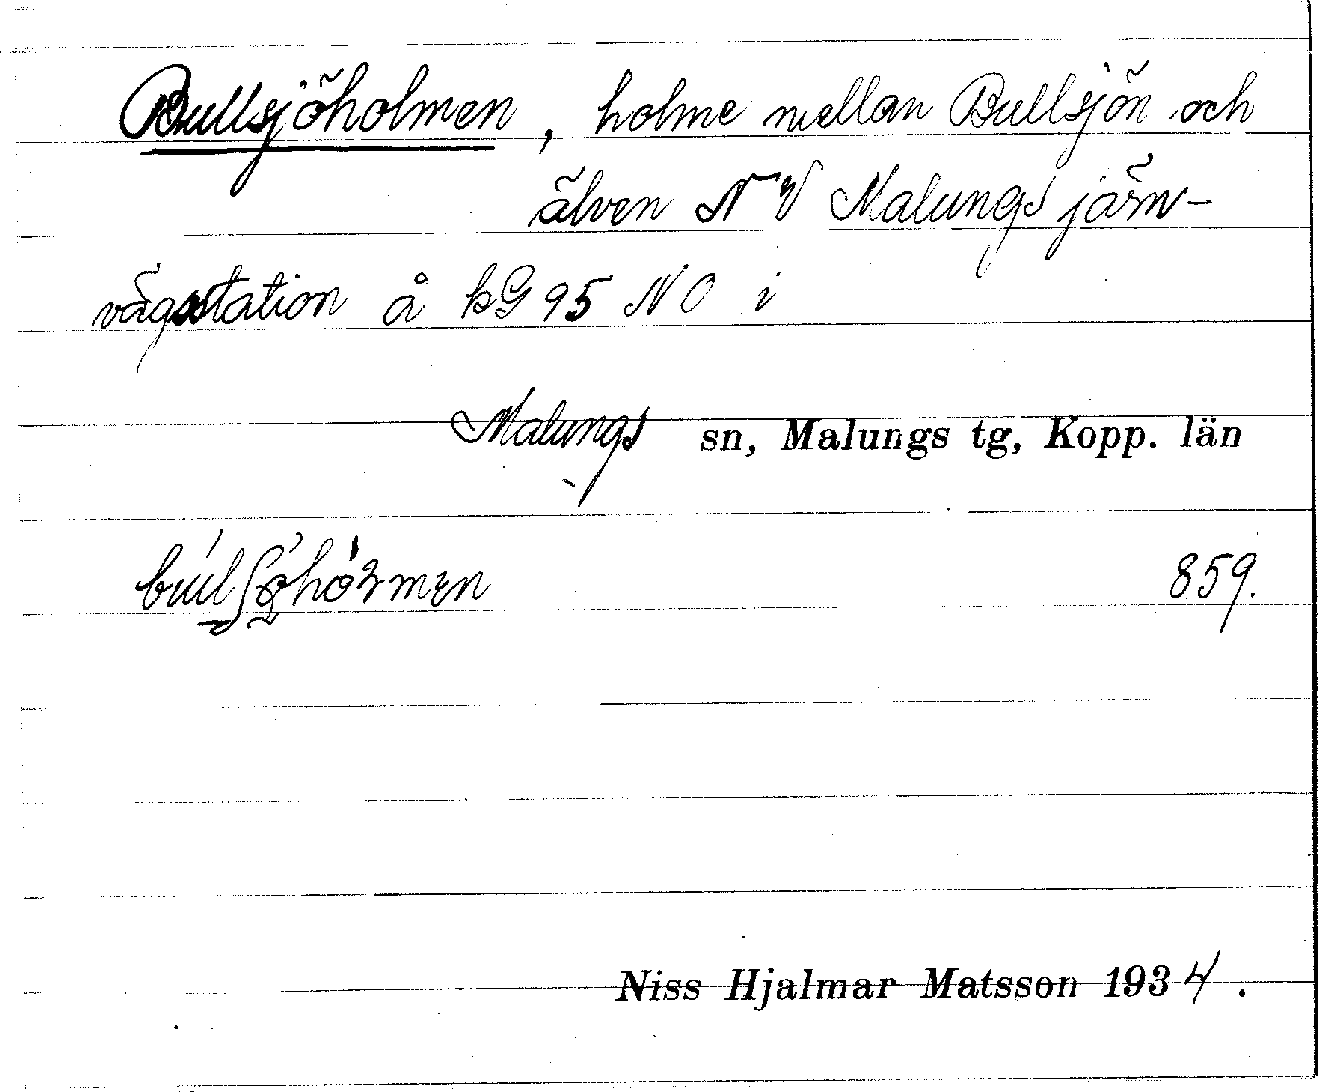 Bullsjöholmen, holme mellan Bullsjön och
älven NV Malungs järn-
vägsstation å kG 95 NO i
Malungs sn, Malungs tg, Kopp. län
859.
Niss Hjalmar Matsson 1934.